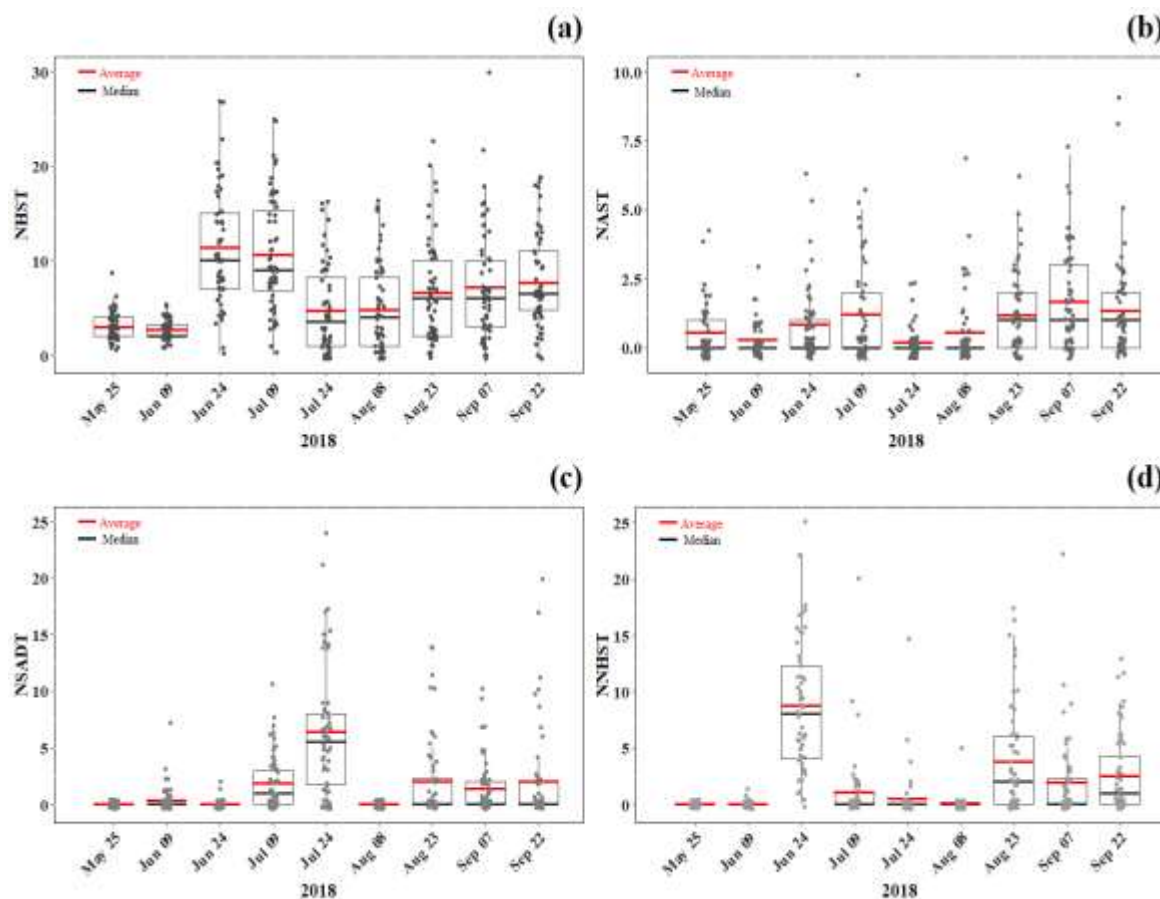 (a)
Average
Median
NHST
30
20
10
0
May 25
Jun 09
Jun 24
Jul 09
Jul 24
Aug 08
Aug 23
Sep 07
Sep 22
2018
(b)
Average
Median
NAST
10.0
7.5
5.0
2.5
0.0
May 25
Jun 09
Jun 24
Jul 09
Jul 24
Aug 08
Aug 23
Sep 07
Sep 22
2018
(c)
Average
Median
NSADT
25
20
15
10
5
0
May 25
Jun 09
Jun 24
Jul 09
Jul 24
Aug 08
Aug 23
Sep 07
Sep 22
2018
(d)
Average
Median
NNHST
25
20
15
10
5
0
May 25
Jun 09
Jun 24
Jul 09
Jul 24
Aug 08
Aug 23
Sep 07
Sep 22
2018